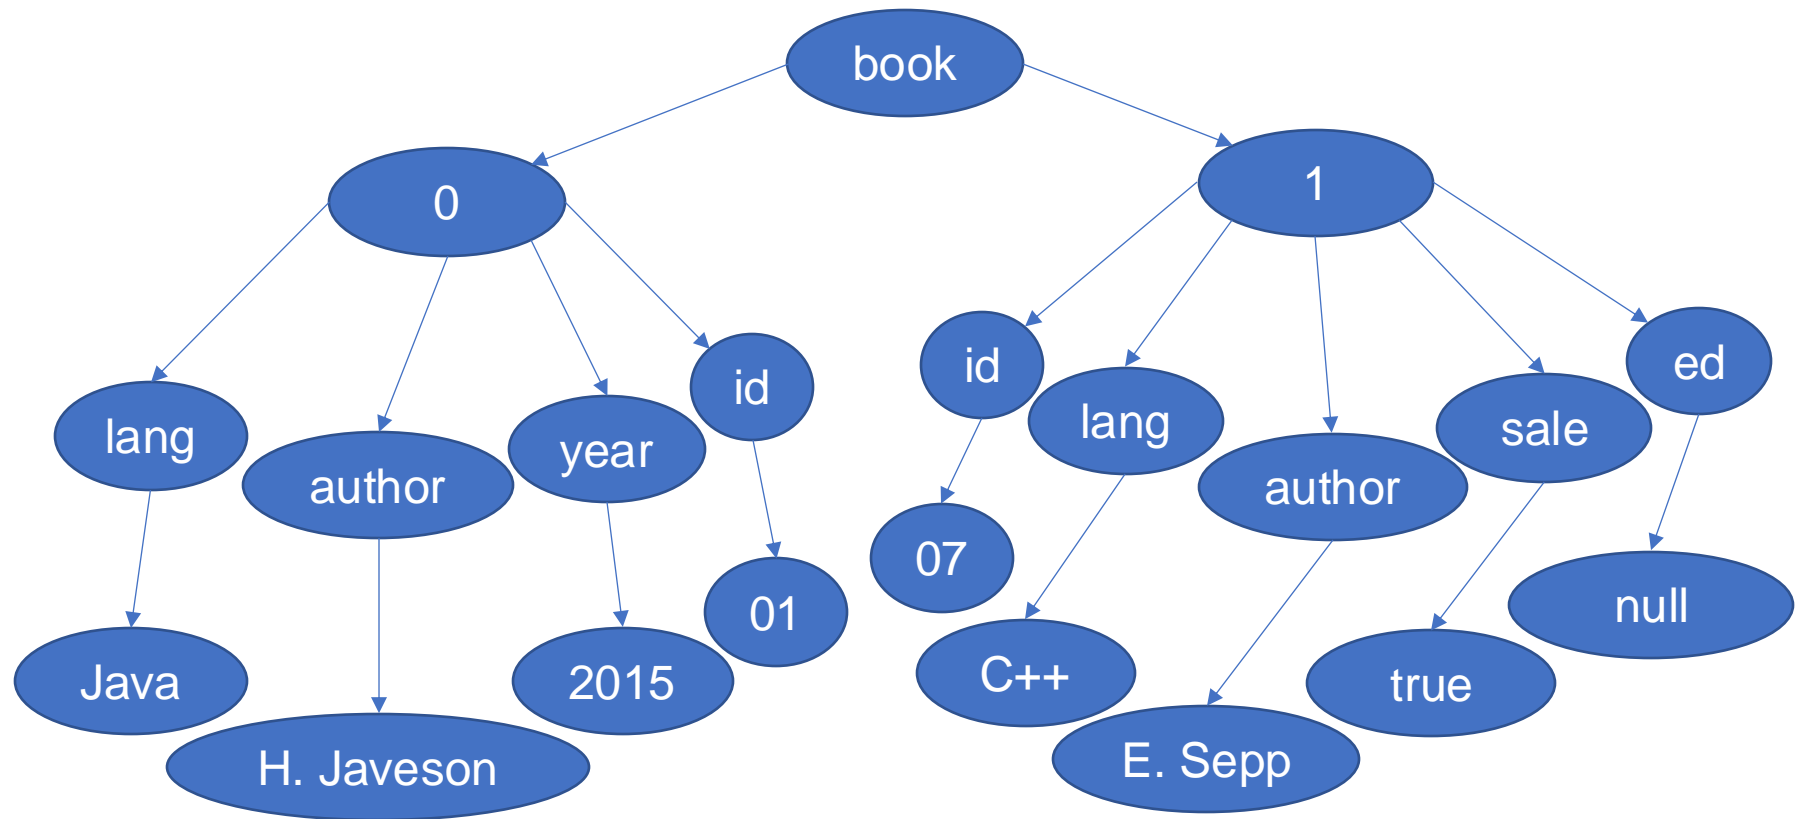 book
0
1
lang
author
year
id
id
lang
author
sale
ed
Java
H. Javeson
2015
01
07
C++
E. Sepp
true
null